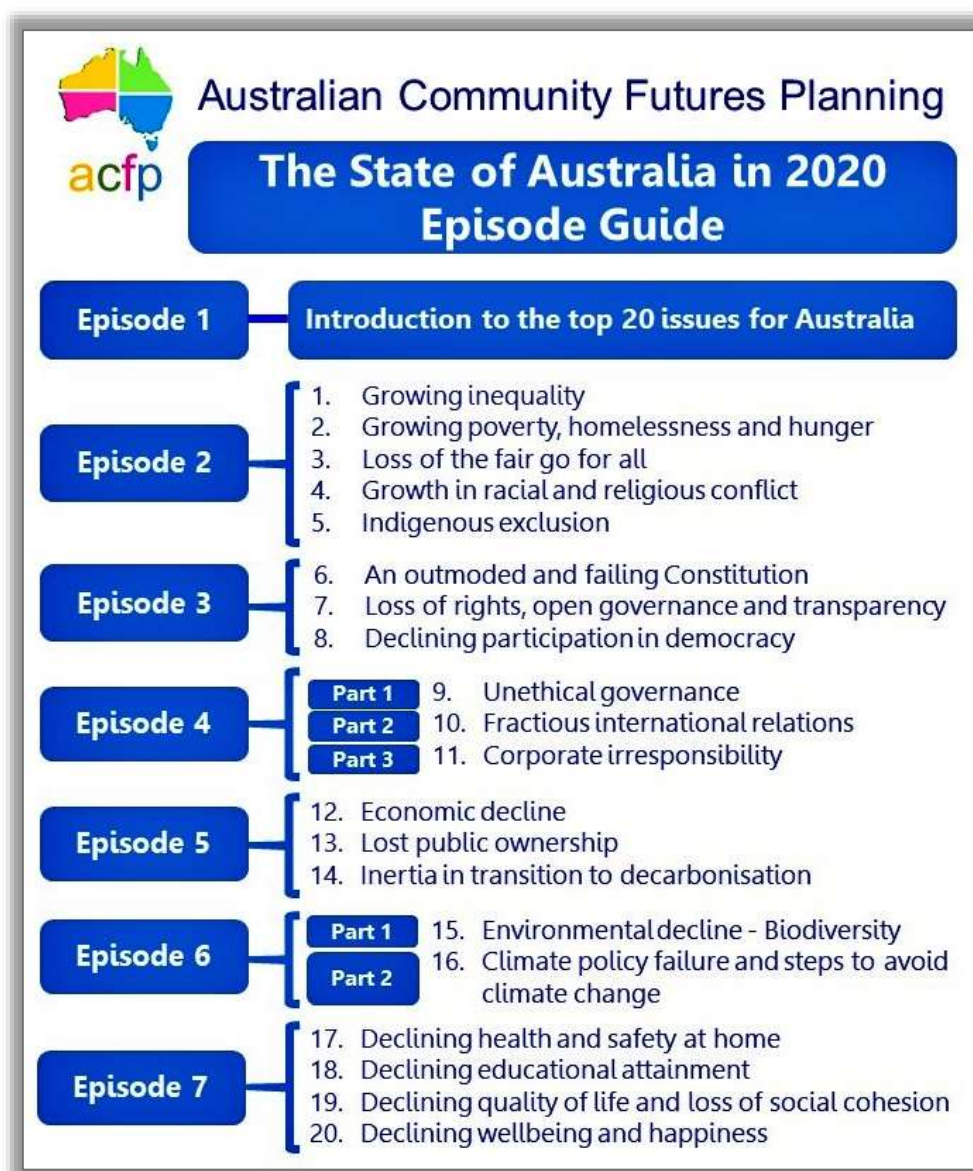 Australian Community Futures Planning
acfp
The State of Australia in 2020
Episode Guide
Episode 1
Introduction to the top 20 issues for Australia
Episode 2
1. Growing inequality
2. Growing poverty, homelessness and hunger
3. Loss of the fair go for all
4. Growth in racial and religious conflict
5. Indigenous exclusion
Episode 3
6. An outmoded and failing Constitution
7. Loss of rights, open governance and transparency
8. Declining participation in democracy
Episode 4
Part 1 9. Unethical governance
Part 2 10. Fractious international relations
Part 3 11. Corporate irresponsibility
Episode 5
12. Economic decline
13. Lost public ownership
14. Inertia in transition to decarbonisation
Episode 6
Part 1 15. Environmental decline - Biodiversity
Part 2 16. Climate policy failure and steps to avoid
climate change
Episode 7
17. Declining health and safety at home
18. Declining educational attainment
19. Declining quality of life and loss of social cohesion
20. Declining wellbeing and happiness